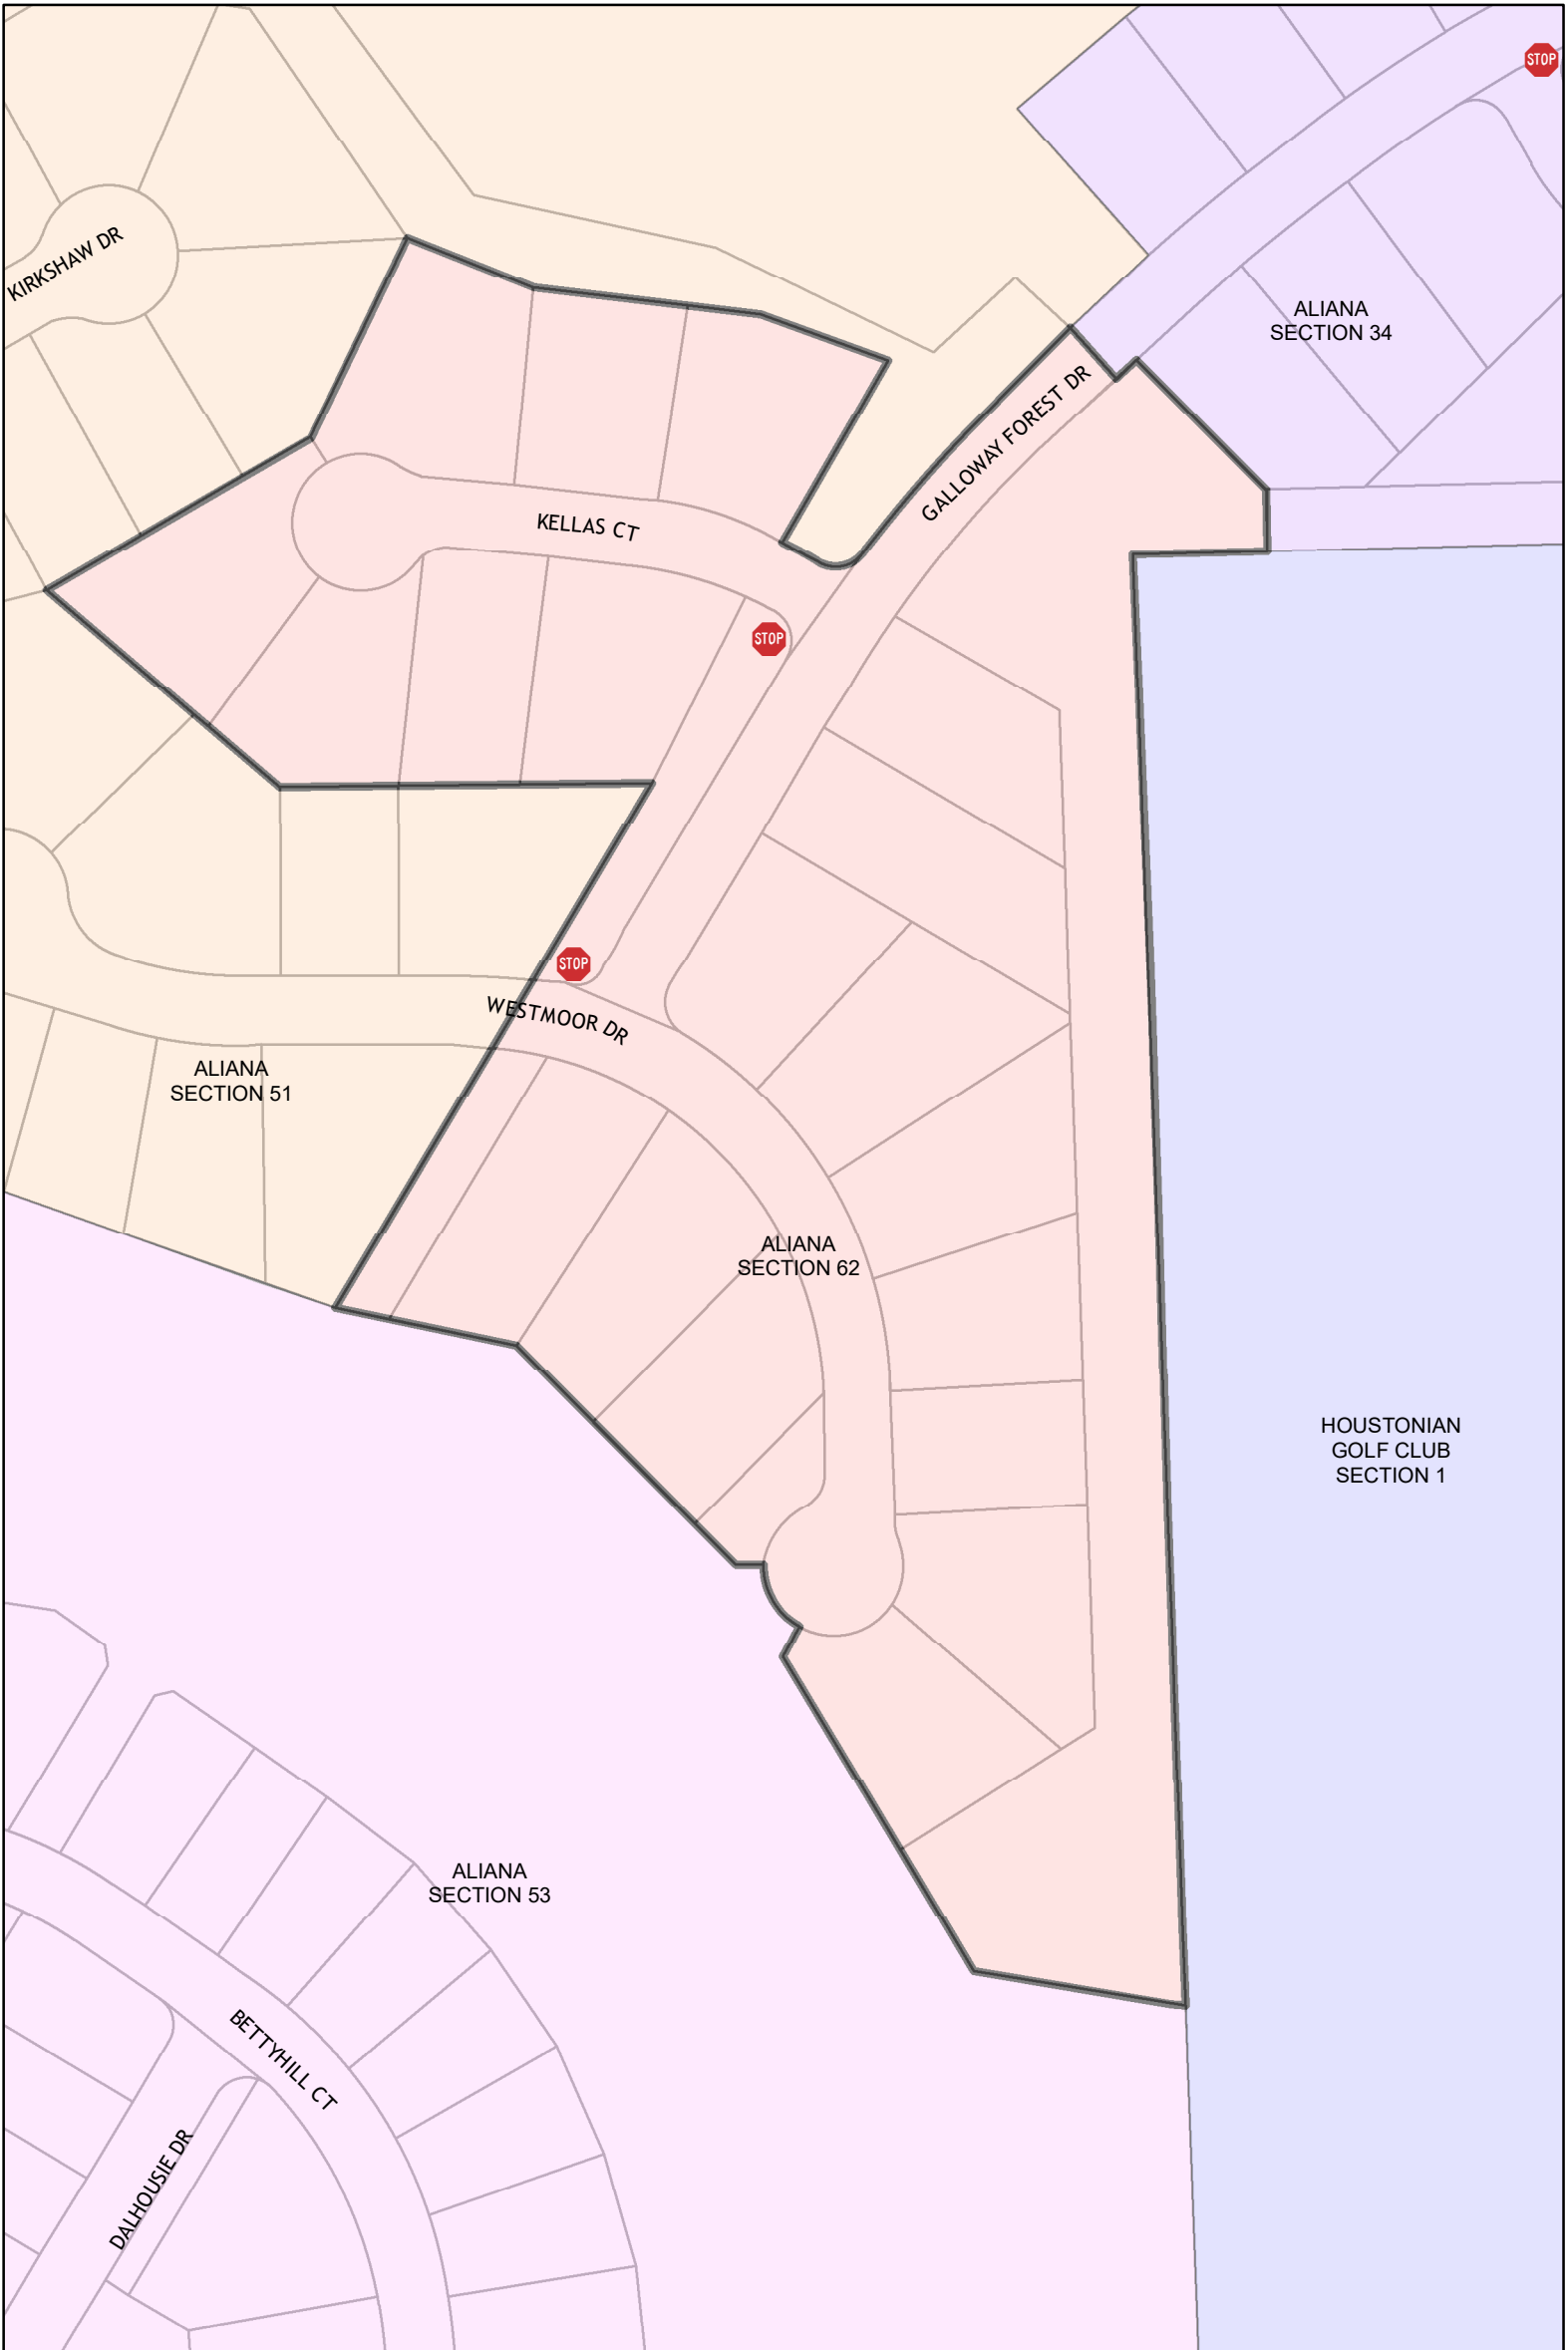 STOP
KIRKSHAW DR
ALIANA
SECTION 34
GALLOWAY FOREST DR
KELLAS CT
STOP
STOP
WESTMOOR DR
ALIANA
SECTION 51
ALIANA
SECTION 62
HOUSTONIAN
GOLF CLUB
SECTION 1
ALIANA
SECTION 53
BETTYHILL CT
DALHOUSIE DR